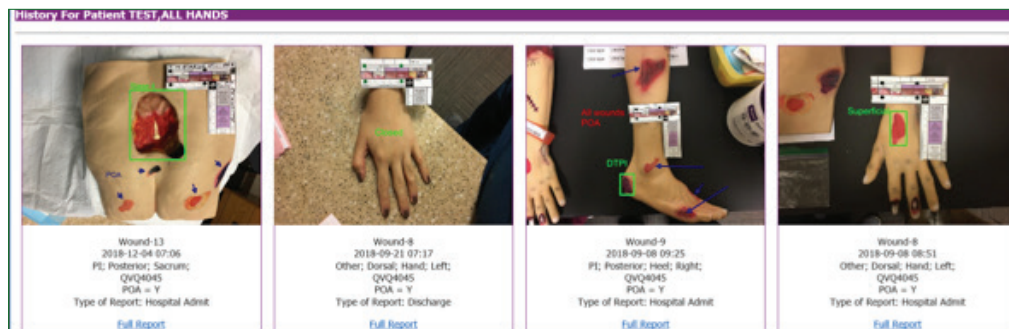 History For Patient TEST,ALL HANDS
POA
Wound-13
2018-12-04 07:06
PI; Posterior; Sacrum;
QVQ4045
POA = Y
Type of Report: Hospital Admit
Full Report
Wound-8
2018-09-21 07:17
Other; Dorsal; Hand; Left;
QVQ4045
POA = Y
Type of Report: Discharge
Full Report
All wounds
POA
DTPI
Wound-9
2018-09-08 09:25
PI; Posterior; Heel; Right;
QVQ4045
POA = Y
Type of Report: Hospital Admit
Full Report
Superficial
Wound-8
2018-09-08 08:51
Other; Dorsal; Hand; Left;
QVQ4045
POA = Y
Type of Report: Hospital Admit
Full Report